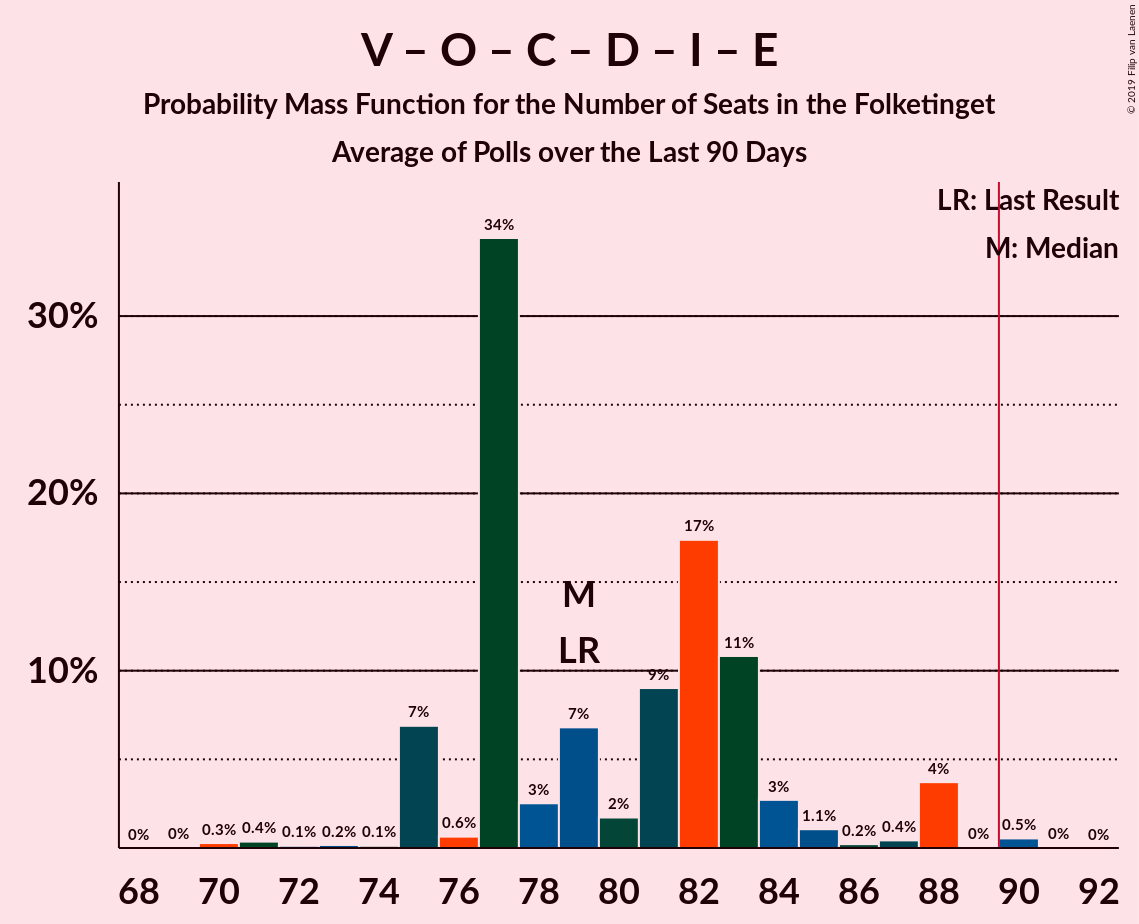 V – O – C – D – I – E
Probability Mass Function for the Number of Seats in the Folketinget
Average of Polls over the Last 90 Days
© 2019 Filip van Laenen
LR: Last Result
M: Median
34%
30%
17%
20%
M
LR
11%
10%
9%
7%
7%
4%
3%
3%
2%
1.1%
0% 0% 0.3% 0.4% 0.1% 0.2% 0.1% 0.6% 0.2% 0.4% 0% 0.5% 0% 0%
68 70 72 74 76 78 80 82 84 86 88 90 92